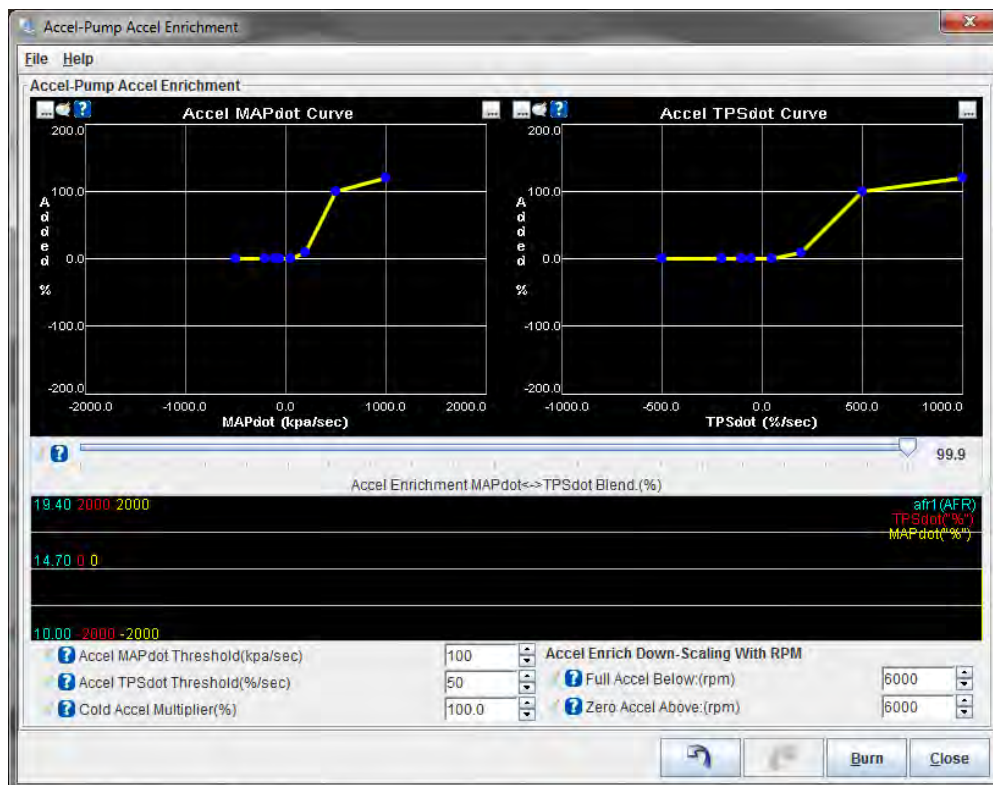 Accel-Pump Accel Enrichment
File Help
Accel-Pump Accel Enrichment
... ? Accel MAPdot Curve ...
200.0
100.0
0.0
-100.0
-200.0
Added %
-2000.0 -1000.0 0.0 1000.0 2000.0
MAPdot (kpa/sec)
... ? Accel TPSdot Curve ...
200.0
100.0
0.0
-100.0
-200.0
Added %
-1000.0 -500.0 0.0 500.0 1000.0
TPSdot (%/sec)
? 99.9
Accel Enrichment MAPdot<->TPSdot Blend.(%)
19.40 2000 2000 afr1(AFR)
TPSdot("%")
MAPdot("%")
14.70 0 0
10.00 -2000 -2000
? Accel MAPdot Threshold(kpa/sec) 100
? Accel TPSdot Threshold(%/sec) 50
? Cold Accel Multiplier(%) 100.0
Accel Enrich Down-Scaling With RPM
? Full Accel Below:(rpm) 6000
? Zero Accel Above:(rpm) 6000
Burn Close